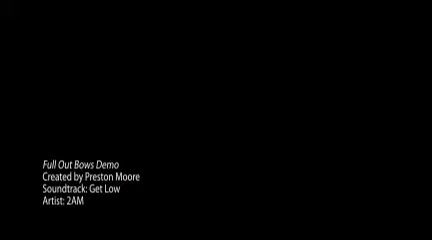 Full Out Bows Demo
Created by Preston Moore
Soundtrack: Get Low
Artist: 2AM